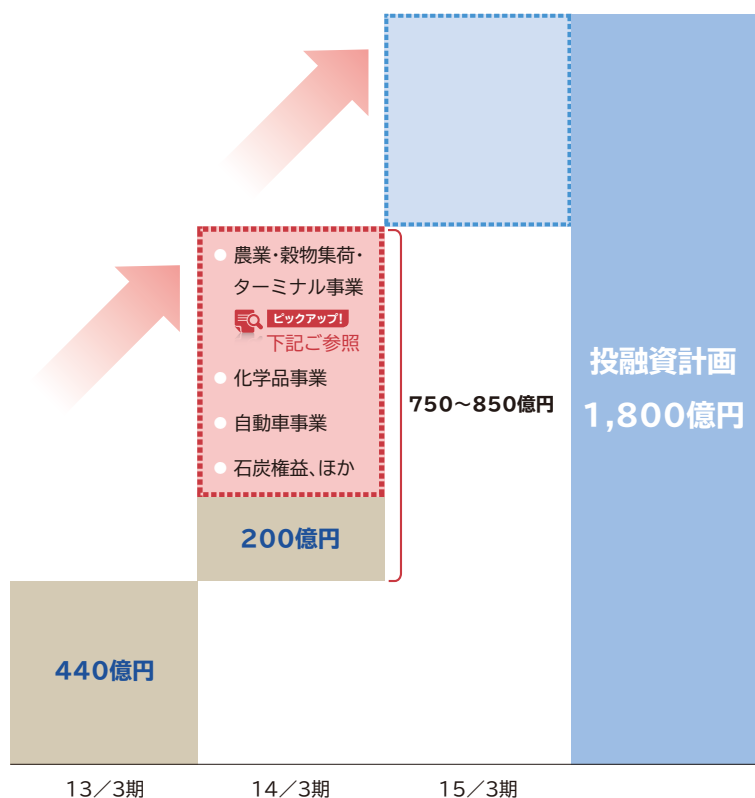 農業・穀物集荷・
ターミナル事業
ピックアップ!
下記ご参照
化学品事業
自動車事業
石炭権益、ほか
200億円
750〜850億円
投融資計画
1,800億円
440億円
13/3期
14/3期
15/3期